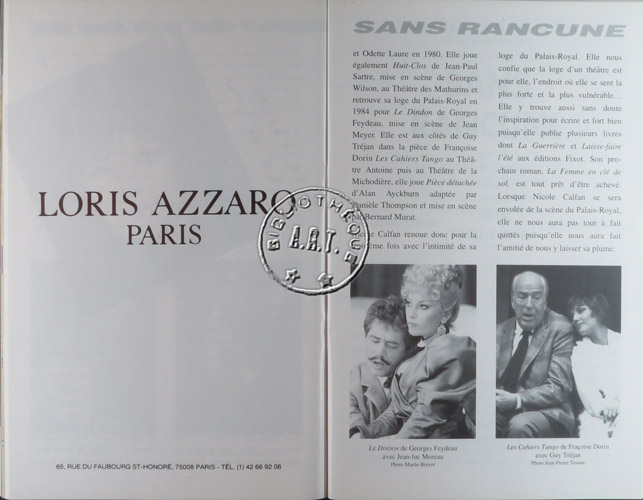 LORIS AZZARO
PARIS
65, RUE DU FAUBOURG ST-HONORÉ, 75008 PARIS - TÉL. (1) 42 66 92 06
BIBLIOTHÈQUE
A.R.T.
SANS RANCUNE
et Odette Laure en 1980. Elle joue
également Huit-Clos de Jean-Paul
Sartre, mise en scène de Georges
Wilson, au Théâtre des Mathurins et
retrouve sa loge du Palais-Royal en
1984 pour Le Dindon de Georges
Feydeau, mise en scène de Jean
Meyer. Elle est aux côtés de Guy
Tréjan dans la pièce de Françoise
Dorin Les Cahiers Tango au Théâ-
tre Antoine puis au Théâtre de la
Michodière, elle joue Pièce détachée
d'Alan Ayckburn adaptée par
Danièle Thompson et mise en scène
par Bernard Murat.
Calfan renoue donc pour la
fois avec l'intimité de sa
loge du Palais-Royal. Elle nous
confie que la loge d'un théâtre est
pour elle, l'endroit où elle se sent la
plus forte et la plus vulnérable...
Elle y trouve aussi sans doute
l'inspiration pour écrire et fort bien
puisqu'elle publie plusieurs livres
dont La Guerrière et Laisse-faire
l'été aux éditions Fixot. Son pro-
chain roman, La Femme en clé de
sol, est tout prêt d'être achevé.
Lorsque Nicole Calfan se sera
envolée de la scène du Palais-Royal,
elle ne nous aura pas tout à fait
quittés puisqu'elle nous aura fait
l'amitié de nous y laisser sa plume.
LE DINDON de Georges Feydeau
avec Jean-luc Moreau
Photo Marée-Breyer
Les Cahiers Tango de Fraçoise Dorin
avec Guy Tréjan
Photo Jean-Pierre Tesson